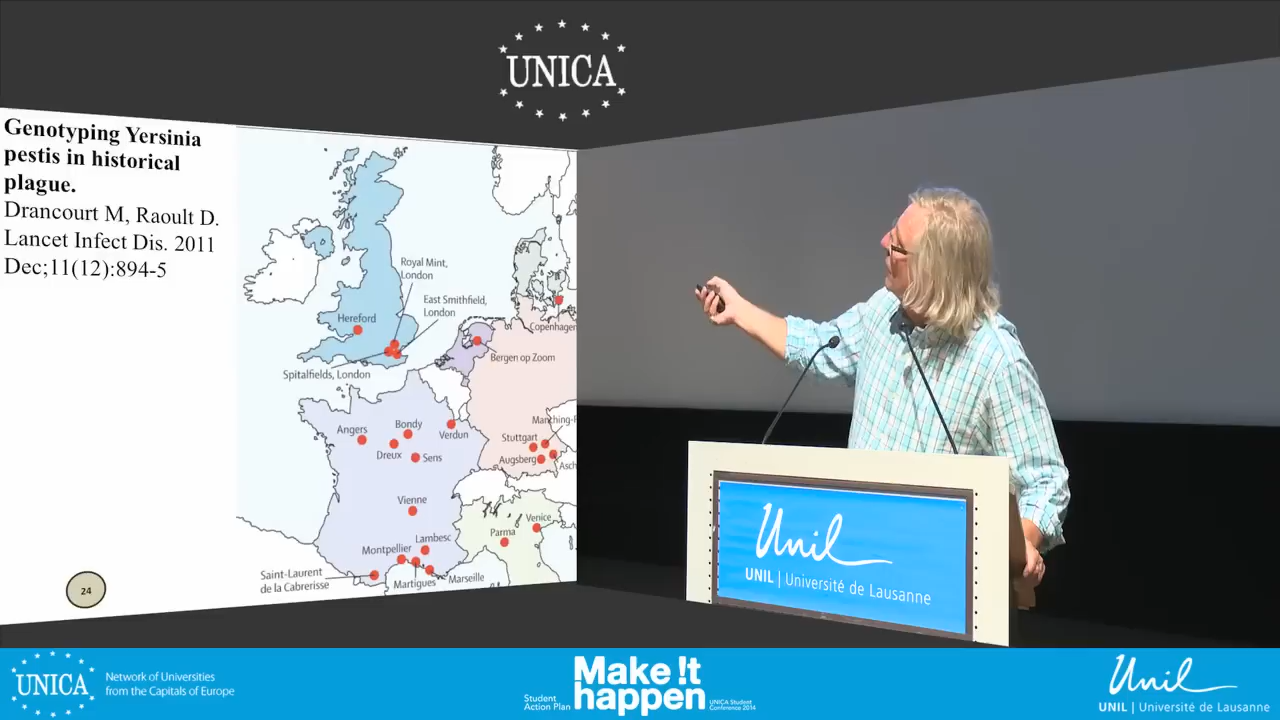 UNICA
Genotyping Yersinia
pestis in historical
plague.
Drancourt M, Raoult D.
Lancet Infect Dis. 2011
Dec;11(12):894-5
Royal Mint,
London
East Smithfield,
London
Hereford
Copenhagen
Bergen op Zoom
Spitalfields, London
Angers
Bondy
Verdun
Dreux
Sens
Stuttgart
Augsberg
Vienne
Venice
Parma
Lambesc
Montpellier
Saint-Laurent
de la Cabrerisse
Martigues
Marseille
24
Unil
UNIL | Université de Lausanne
UNICA
Network of Universities
from the Capitals of Europe
Student
Action Plan
Make !t
happen
UNICA Student
Conference 2014
Unil
UNIL | Université de Lausanne